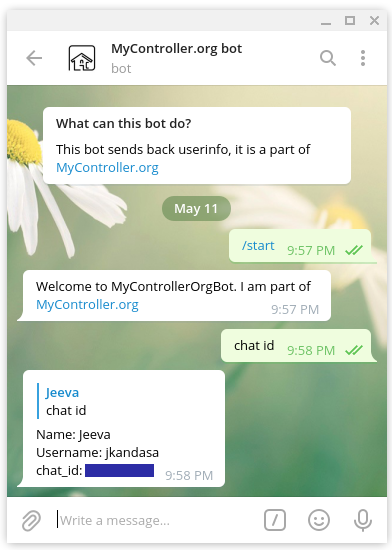 MyController.org bot
bot
What can this bot do?
This bot sends back userinfo, it is a part of
MyController.org
May 11
/start 9:57 PM
Welcome to MyControllerOrgBot. I am part of
MyController.org
9:57 PM
chat id 9:58 PM
Jeeva
chat id
Name: Jeeva
Username: jkandasa
chat_id:
9:58 PM
Write a message...